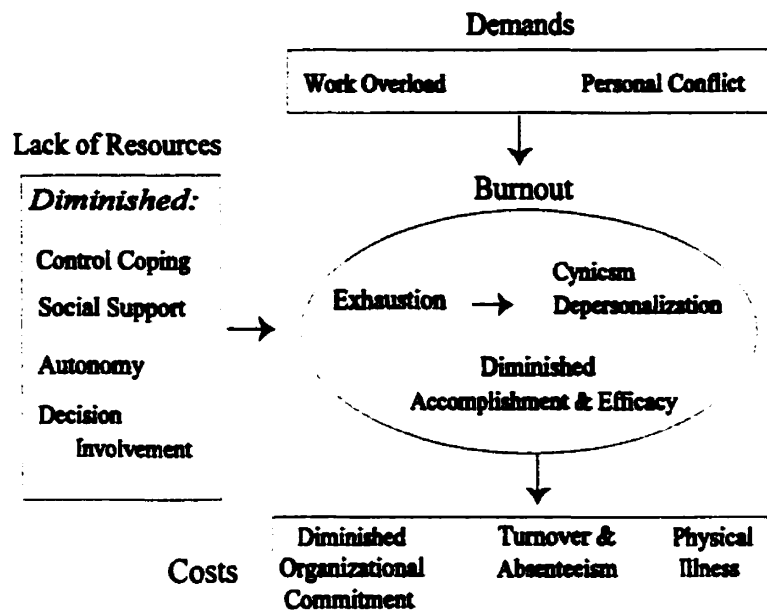 Demands
Work Overload Personal Conflict
Lack of Resources
Diminished:
Control Coping
Social Support
Autonomy
Decision
Involvement
Burnout
Exhaustion
Cynicsm
Depersonalization
Diminished
Accomplishment & Efficacy
Costs
Diminished
Organizational
Commitment
Turnover &
Absenteeism
Physical
Illness